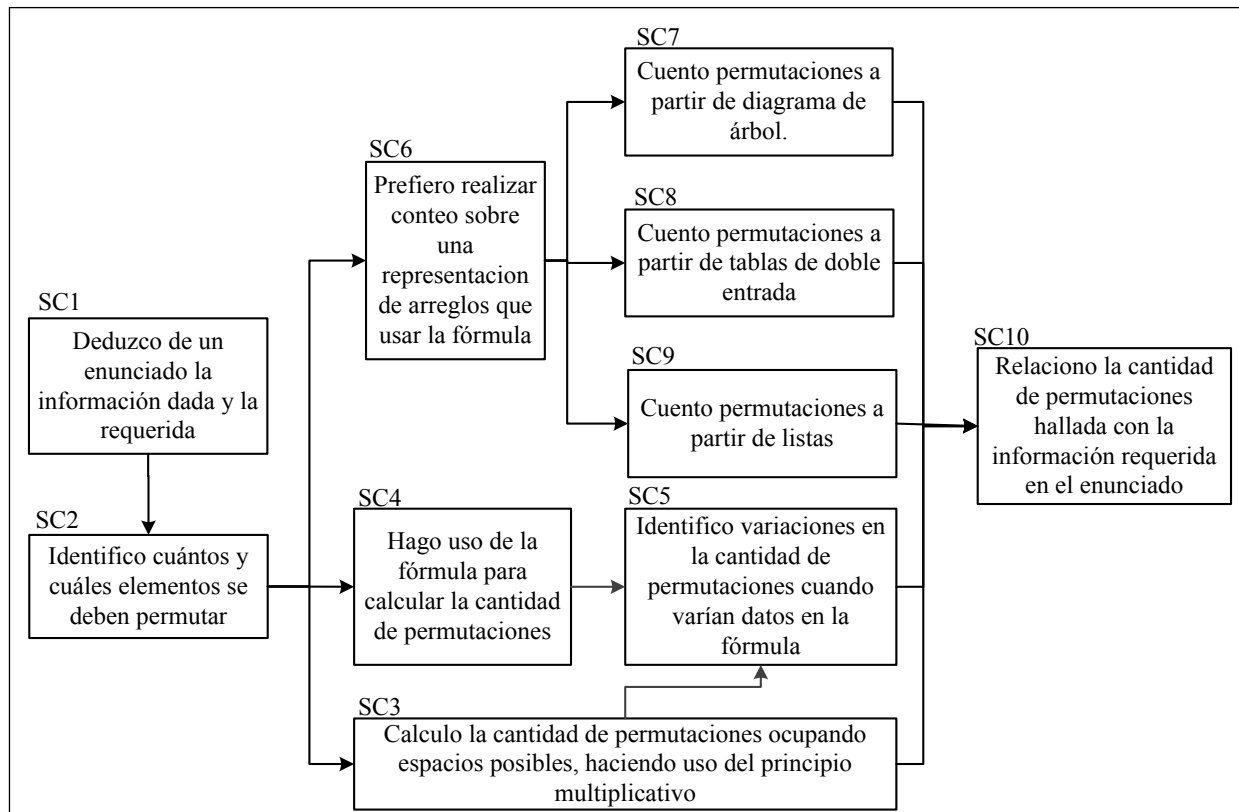 SC7
Cuento permutaciones a
partir de diagrama de
árbol.
SC6
Prefiero realizar
conteo sobre
una
representacion
de arreglos que
usar la fórmula
SC8
Cuento permutaciones a
partir de tablas de doble
entrada
SC1
Deduzco de un
enunciado la
información dada y la
requerida
SC9
Cuento permutaciones a
partir de listas
SC10
Relaciono la cantidad
de permutaciones
hallada con la
información requerida
en el enunciado
SC2
Identifico cuántos y
cuáles elementos se
deben permutar
SC4
Hago uso de la
fórmula para
calcular la cantidad
de permutaciones
SC5
Identifico variaciones en
la cantidad de
permutaciones cuando
varían datos en la
fórmula
SC3
Calculo la cantidad de permutaciones ocupando
espacios posibles, haciendo uso del principio
multiplicativo